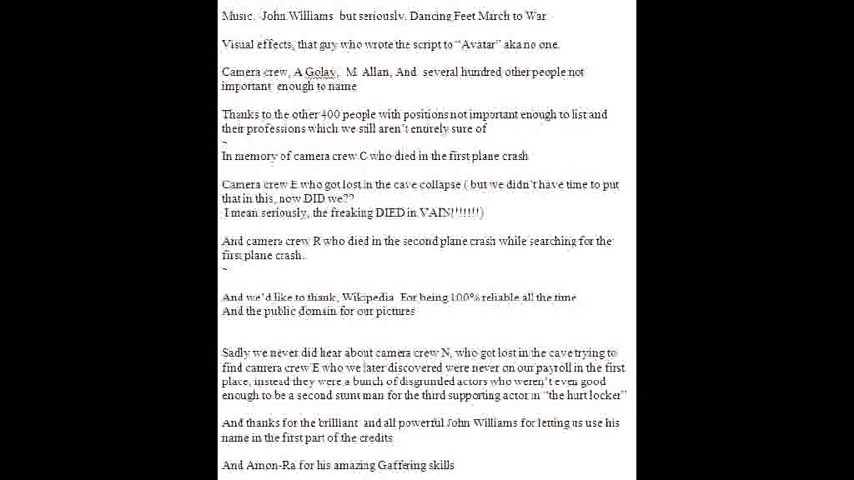 Music. John Williams but seriously. Dancing Feet March to War
Visual effects, that guy who wrote the script to "Avatar" aka no one.
Camera crew, A Golay, M. Allan, And several hundred other people not
important enough to name
Thanks to the other 400 people with positions not important enough to list and
their professions which we still aren't entirely sure of
~
In memory of camera crew C who died in the first plane crash
Camera crew E who got lost in the cave collapse ( but we didn't have time to put
that in this, now DID we??
I mean seriously, the freaking DIED in VAIN!!!!!!!)
And camera crew R who died in the second plane crash while searching for the
first plane crash.
~
And we'd like to thank, Wikipedia For being 100% reliable all the time
And the public domain for our pictures
Sadly we never did hear about camera crew N, who got lost in the cave trying to
find camera crew E who we later discovered were never on our payroll in the first
place, instead they were a bunch of disgrunded actors who weren't even good
enough to be a second stunt man for the third supporting actor in "the hurt locker"
And thanks for the brilliant and all powerful John Williams for letting us use his
name in the first part of the credits
And Amon-Ra for his amazing Gaffering skills